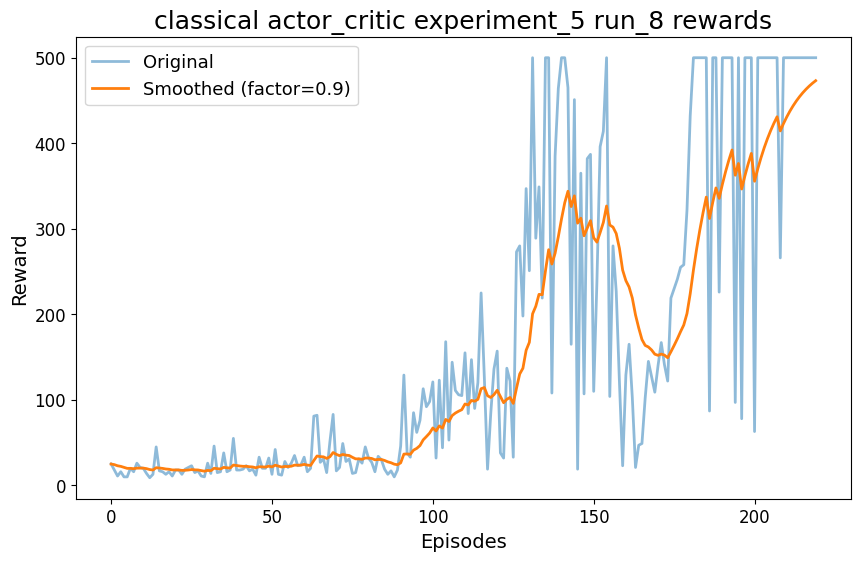 classical actor_critic experiment_5 run_8 rewards
Original
Smoothed (factor=0.9)
500
400
300
200
100
0
Reward
0 50 100 150 200
Episodes